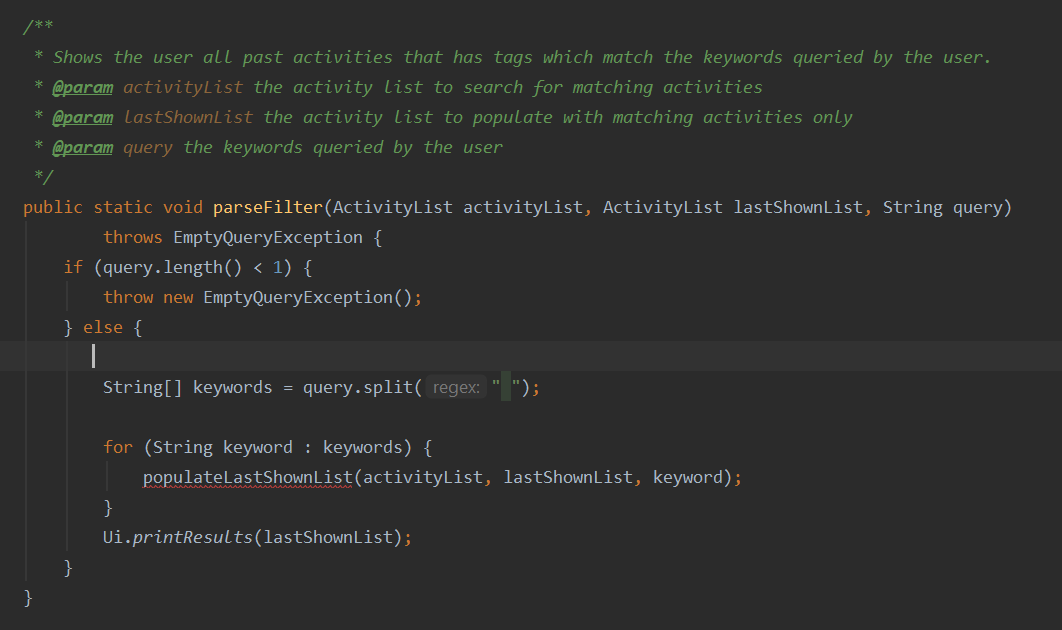 /**
 * Shows the user all past activities that has tags which match the keywords queried by the user.
 * @param activityList the activity list to search for matching activities
 * @param lastShownList the activity list to populate with matching activities only
 * @param query the keywords queried by the user
 */
public static void parseFilter(ActivityList activityList, ActivityList lastShownList, String query)
        throws EmptyQueryException {
    if (query.length() < 1) {
        throw new EmptyQueryException();
    } else {
        String[] keywords = query.split( regex: " ");
        for (String keyword : keywords) {
            populateLastShownList(activityList, lastShownList, keyword);
        }
        Ui.printResults(lastShownList);
    }
}